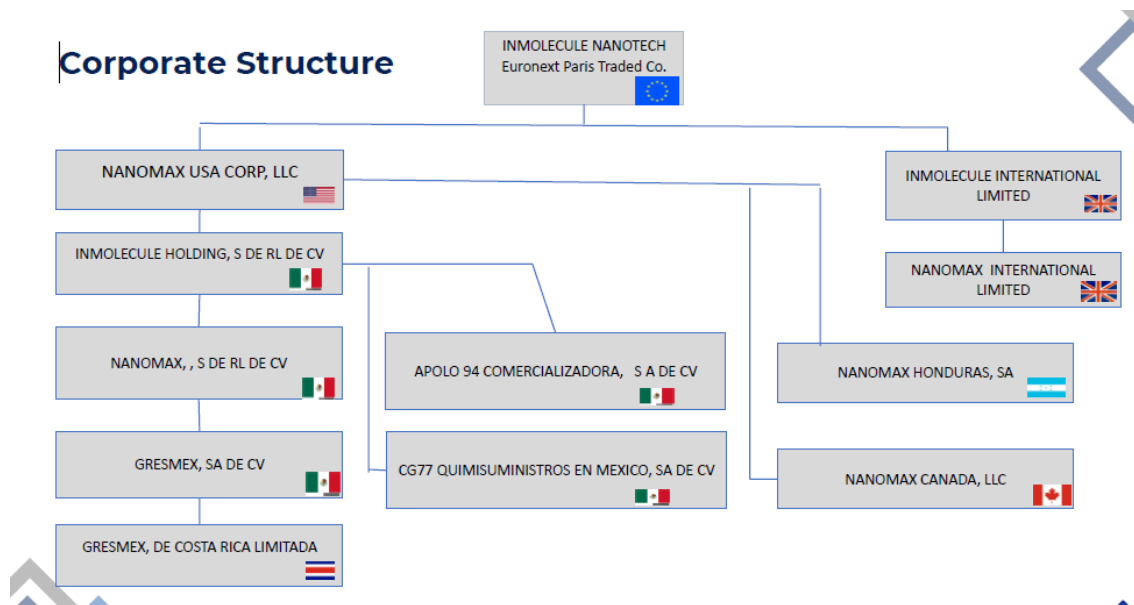 Corporate Structure
INMOLECULE NANOTECH
Euronext Paris Traded Co.
NANOMAX USA CORP, LLC
INMOLECULE INTERNATIONAL
LIMITED
INMOLECULE HOLDING, S DE RL DE CV
NANOMAX INTERNATIONAL
LIMITED
NANOMAX, , S DE RL DE CV
APOLO 94 COMERCIALIZADORA, S A DE CV
NANOMAX HONDURAS, SA
GRESMEX, SA DE CV
CG77 QUIMISUMINISTROS EN MEXICO, SA DE CV
NANOMAX CANADA, LLC
GRESMEX, DE COSTA RICA LIMITADA